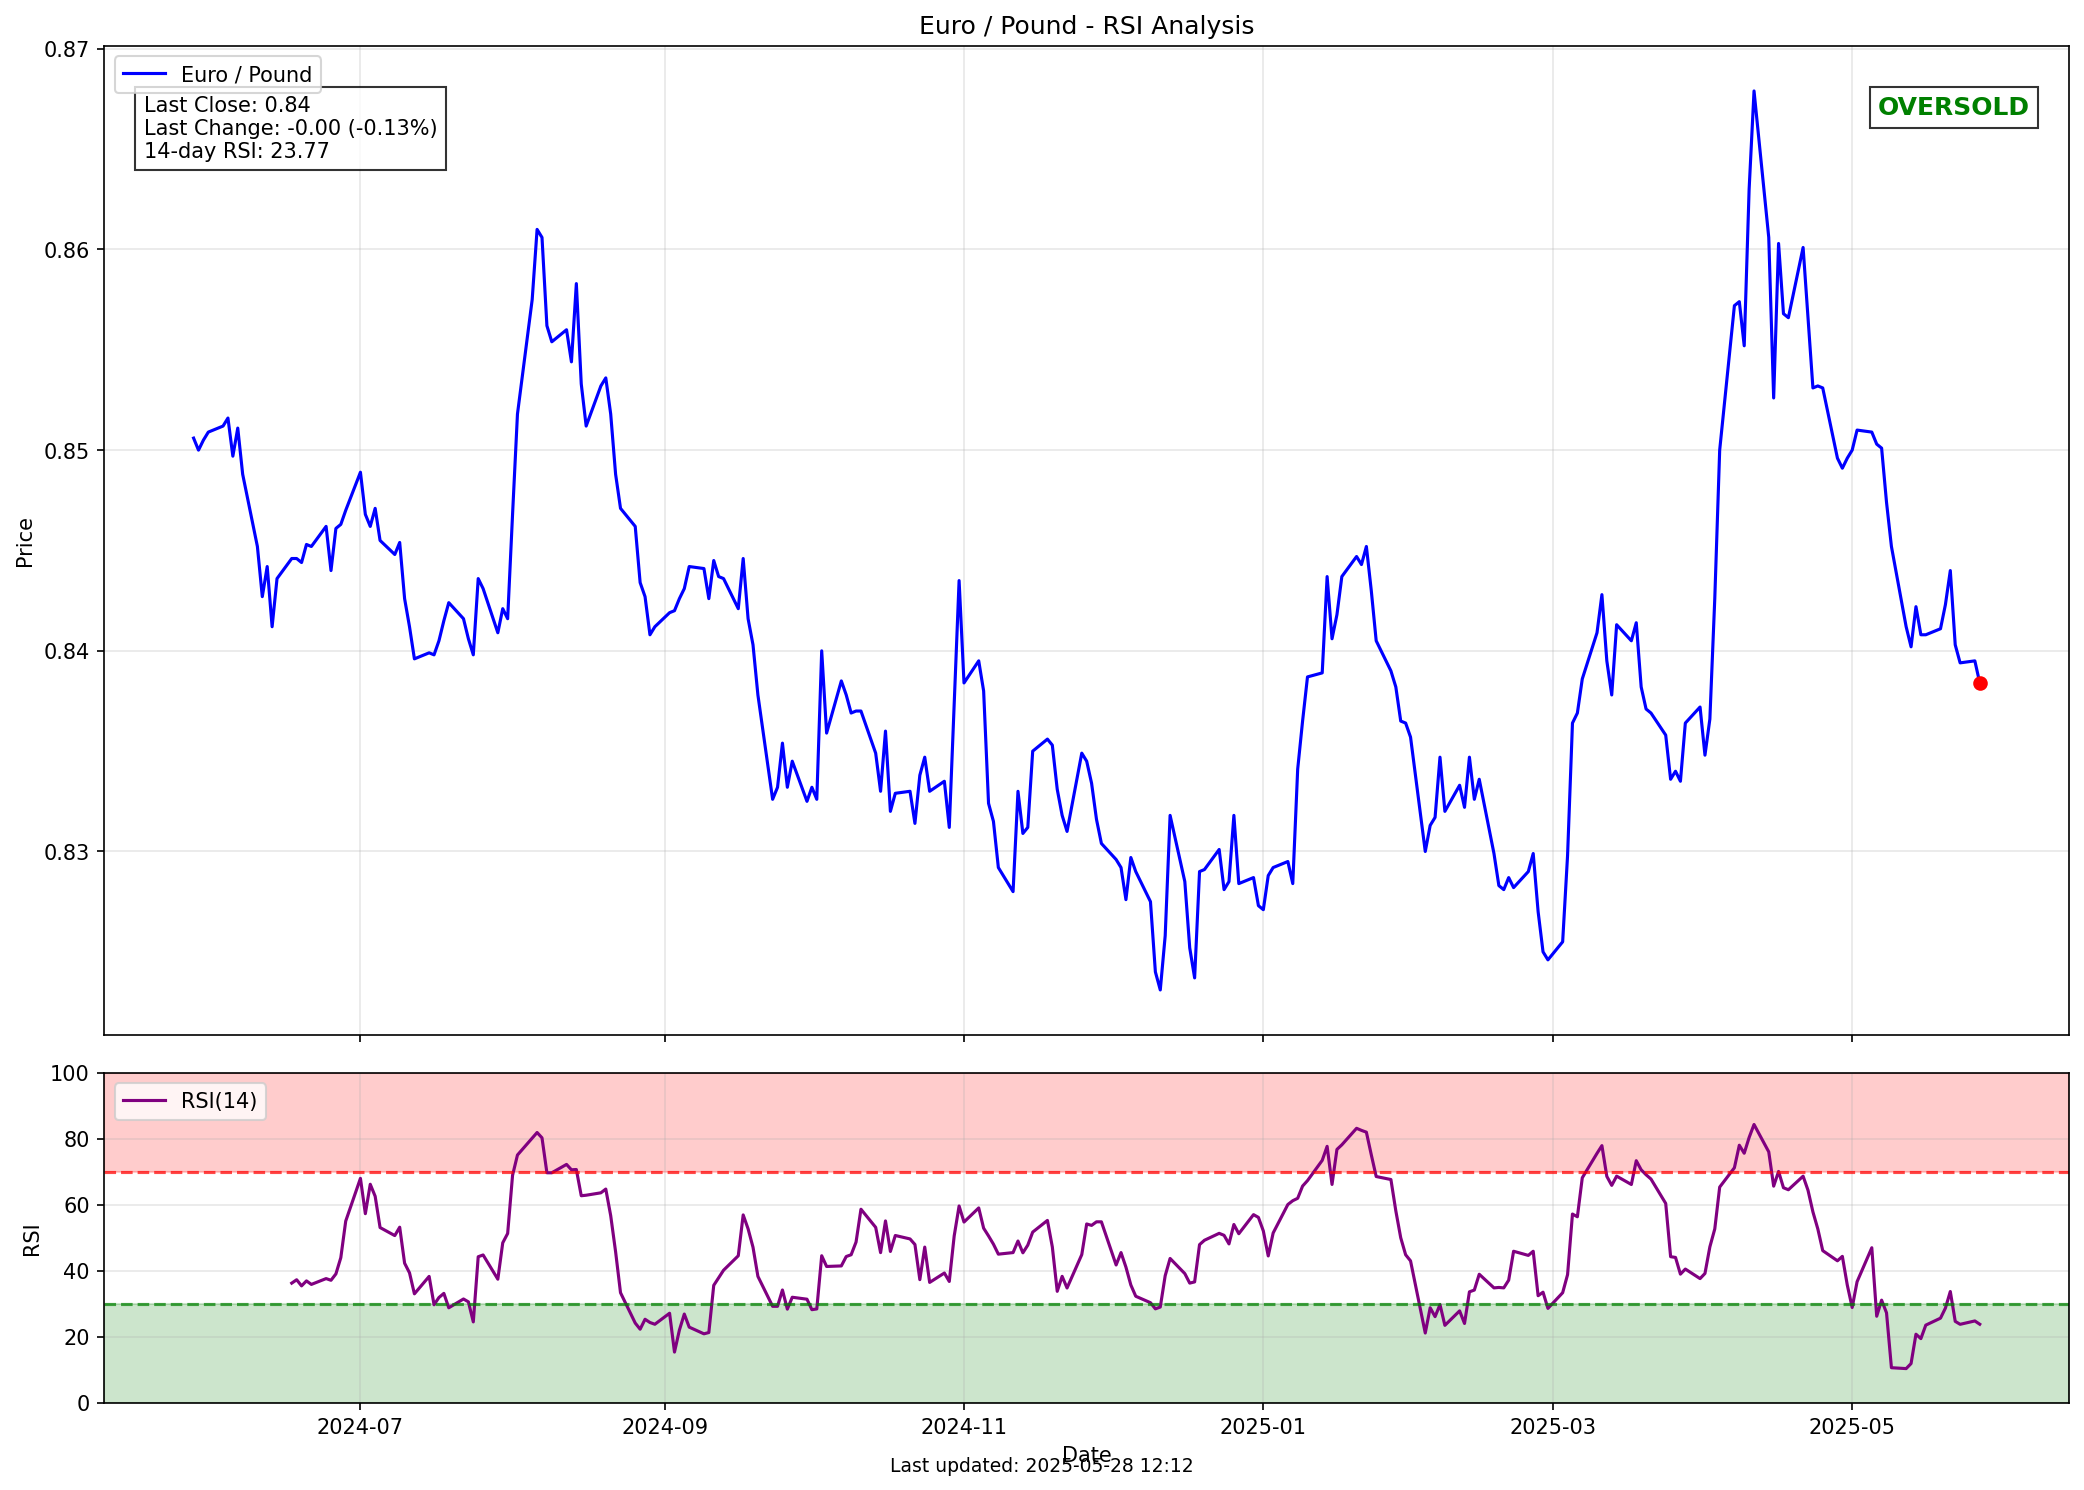 Euro / Pound - RSI Analysis
Euro / Pound
Last Close: 0.84
Last Change: -0.00 (-0.13%)
14-day RSI: 23.77
OVERSOLD
0.87
0.86
0.85
0.84
0.83
Price
RSI(14)
100
80
60
40
20
0
RSI
2024-07
2024-09
2024-11
2025-01
2025-03
2025-05
Date
Last updated: 2025-05-28 12:12